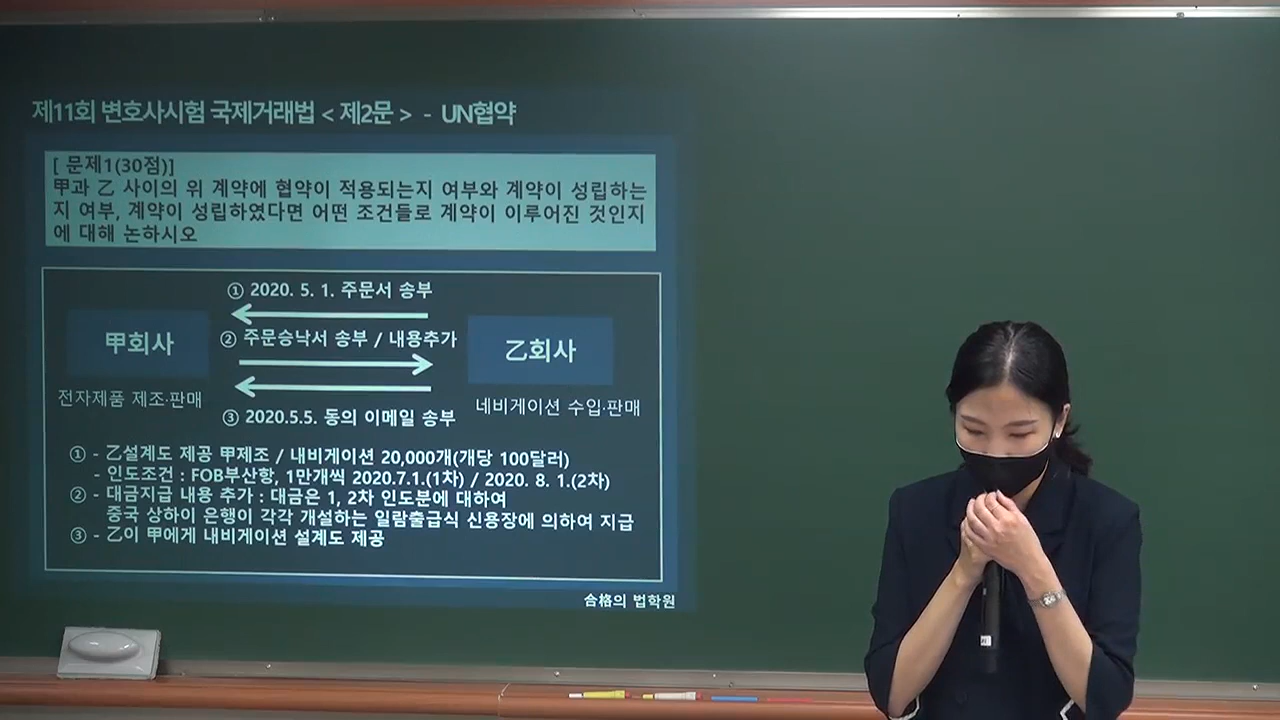 제11회 변호사시험 국제거래법 < 제2문 > - UN협약
[ 문제1(30점)]
甲과 乙 사이의 위 계약에 협약이 적용되는지 여부와 계약이 성립하는
지 여부, 계약이 성립하였다면 어떤 조건들로 계약이 이루어진 것인지
에 대해 논하시오
① 2020. 5. 1. 주문서 송부
甲회사
② 주문승낙서 송부 / 내용추가
乙회사
전자제품 제조·판매
③ 2020.5.5. 동의 이메일 송부
네비게이션 수입·판매
① - 乙설계도 제공 甲제조 / 내비게이션 20,000개(개당 100달러)
- 인도조건 : FOB부산항, 1만개씩 2020.7.1.(1차) / 2020. 8. 1.(2차)
② - 대금지급 내용 추가 : 대금은 1, 2차 인도분에 대하여
중국 상하이 은행이 각각 개설하는 일람출급식 신용장에 의하여 지급
③ - 乙이 甲에게 내비게이션 설계도 제공
合格의 법학원